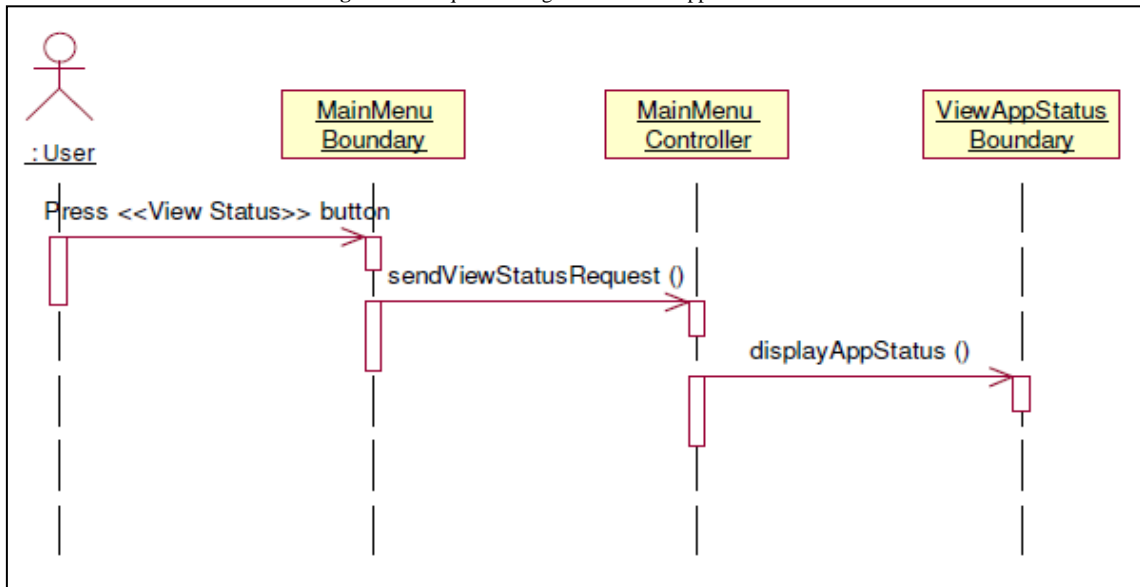 : User
MainMenu
Boundary
MainMenu
Controller
ViewAppStatus
Boundary
Press <<View Status>> button
sendViewStatusRequest ()
displayAppStatus ()